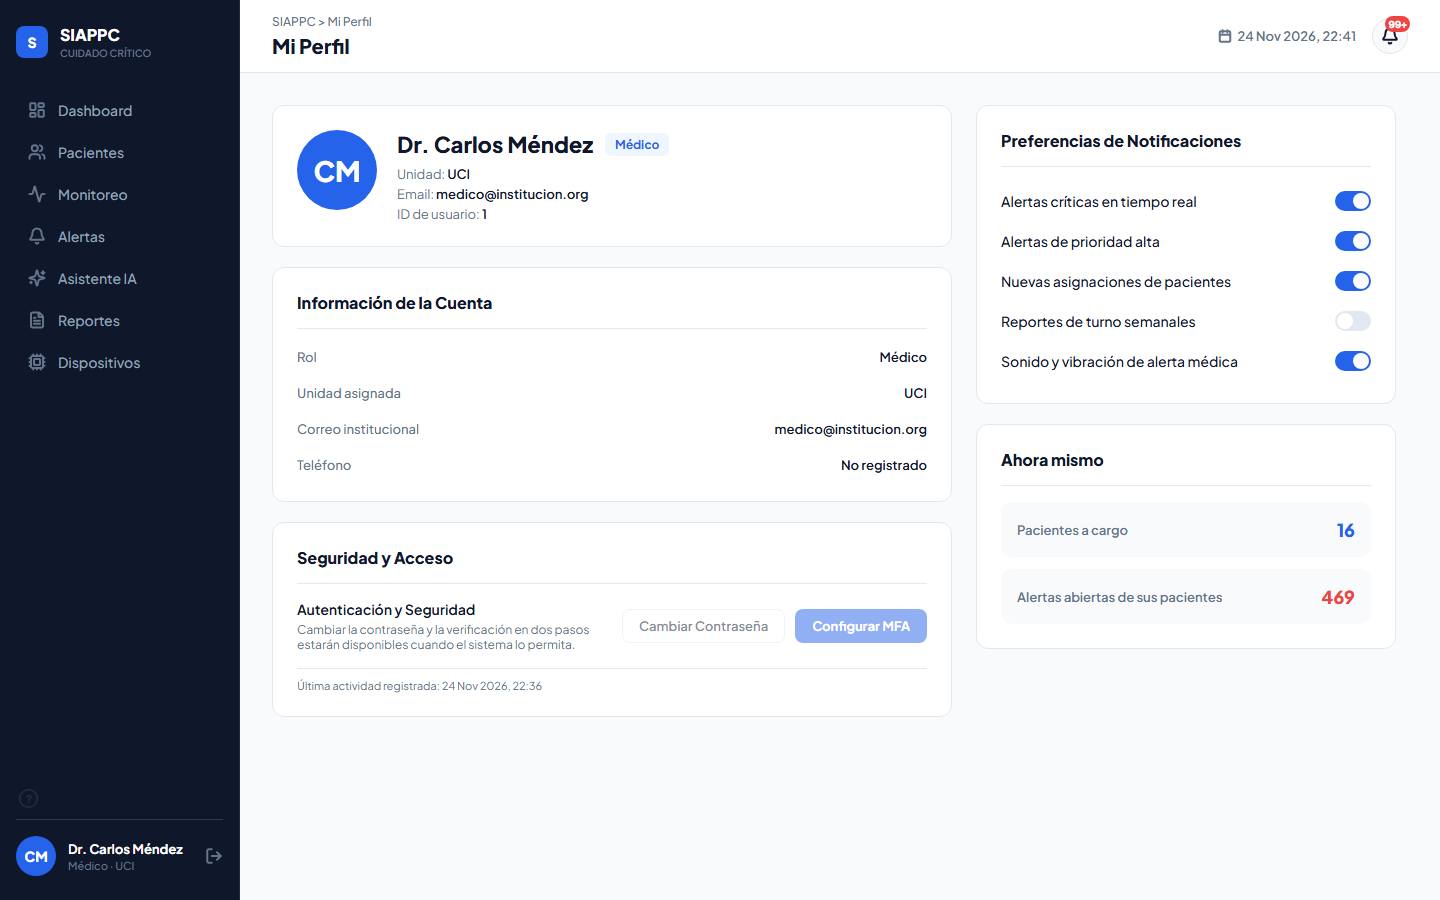 S
SIAPPC
CUIDADO CRÍTICO
Dashboard
Pacientes
Monitoreo
Alertas
Asistente IA
Reportes
Dispositivos
?
CM
Dr. Carlos Méndez
Médico · UCI
SIAPPC > Mi Perfil
Mi Perfil
24 Nov 2026, 22:41
99+
CM
Dr. Carlos Méndez
Médico
Unidad: UCI
Email: medico@institucion.org
ID de usuario: 1
Información de la Cuenta
Rol Médico
Unidad asignada UCI
Correo institucional medico@institucion.org
Teléfono No registrado
Seguridad y Acceso
Autenticación y Seguridad
Cambiar la contraseña y la verificación en dos pasos
estarán disponibles cuando el sistema lo permita.
Cambiar Contraseña
Configurar MFA
Última actividad registrada: 24 Nov 2026, 22:36
Preferencias de Notificaciones
Alertas críticas en tiempo real
Alertas de prioridad alta
Nuevas asignaciones de pacientes
Reportes de turno semanales
Sonido y vibración de alerta médica
Ahora mismo
Pacientes a cargo 16
Alertas abiertas de sus pacientes 469